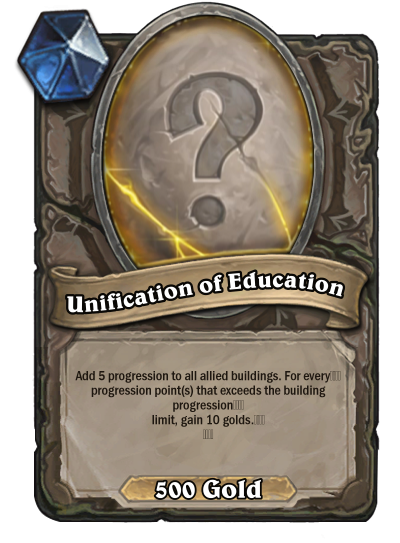 Unification of Education
Add 5 progression to all allied buildings. For every
progression point(s) that exceeds the building
progression
limit, gain 10 golds.
500 Gold